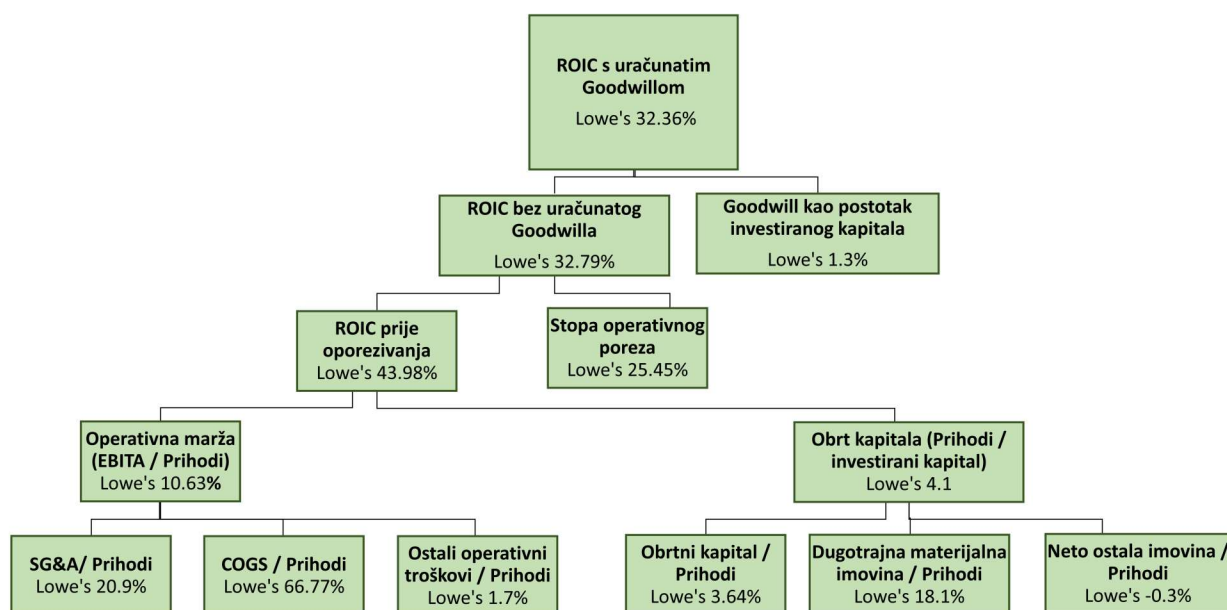 ROIC s uračunatim
Goodwillom
Lowe's 32.36%
ROIC bez uračunatog
Goodwilla
Lowe's 32.79%
Goodwill kao postotak
investiranog kapitala
Lowe's 1.3%
ROIC prije
oporezivanja
Lowe's 43.98%
Stopa operativnog
poreza
Lowe's 25.45%
Operativna marža
(EBITA / Prihodi)
Lowe's 10.63%
Obrt kapitala (Prihodi /
investirani kapital)
Lowe's 4.1
SG&A/ Prihodi
Lowe's 20.9%
COGS / Prihodi
Lowe's 66.77%
Ostali operativni
troškovi / Prihodi
Lowe's 1.7%
Obrtni kapital /
Prihodi
Lowe's 3.64%
Dugotrajna materijalna
imovina / Prihodi
Lowe's 18.1%
Neto ostala imovina /
Prihodi
Lowe's -0.3%